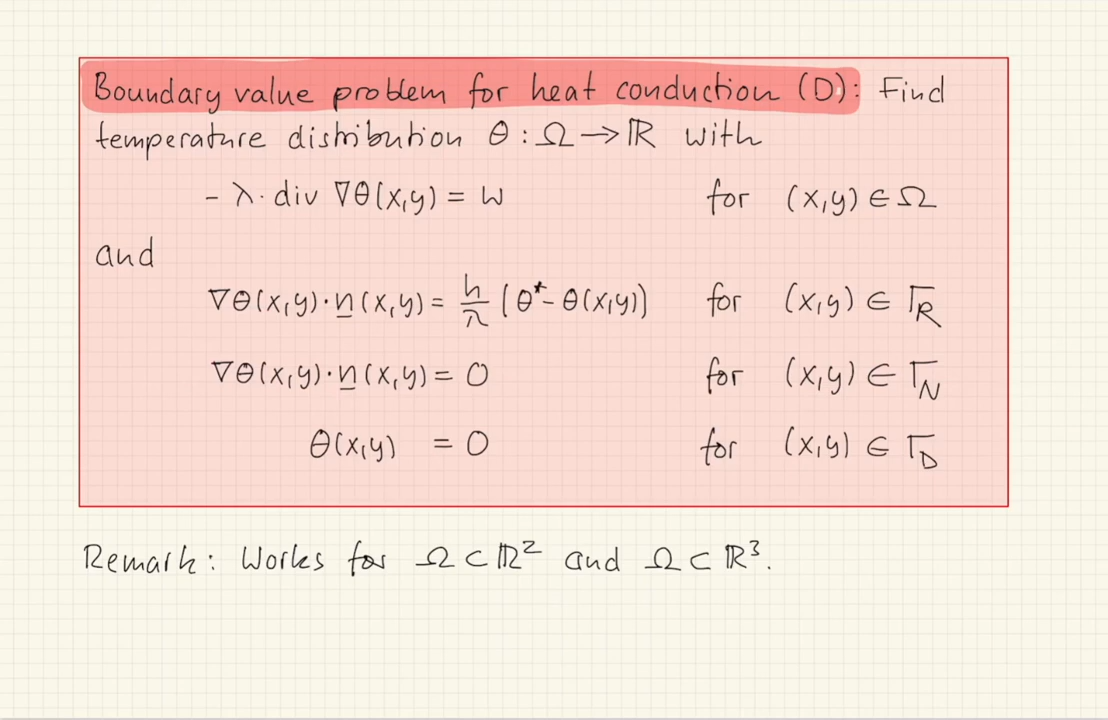 Boundary value problem for heat conduction (D): Find
temperature distribution θ : Ω → ℝ with
- λ · div ∇θ(x,y) = w for (x,y) ∈ Ω
and
∇θ(x,y) · n(x,y) = h/λ (θ* - θ(x,y)) for (x,y) ∈ Γ_R
∇θ(x,y) · n(x,y) = 0 for (x,y) ∈ Γ_N
θ(x,y) = 0 for (x,y) ∈ Γ_D
Remark: Works for Ω ⊂ ℝ² and Ω ⊂ ℝ³.